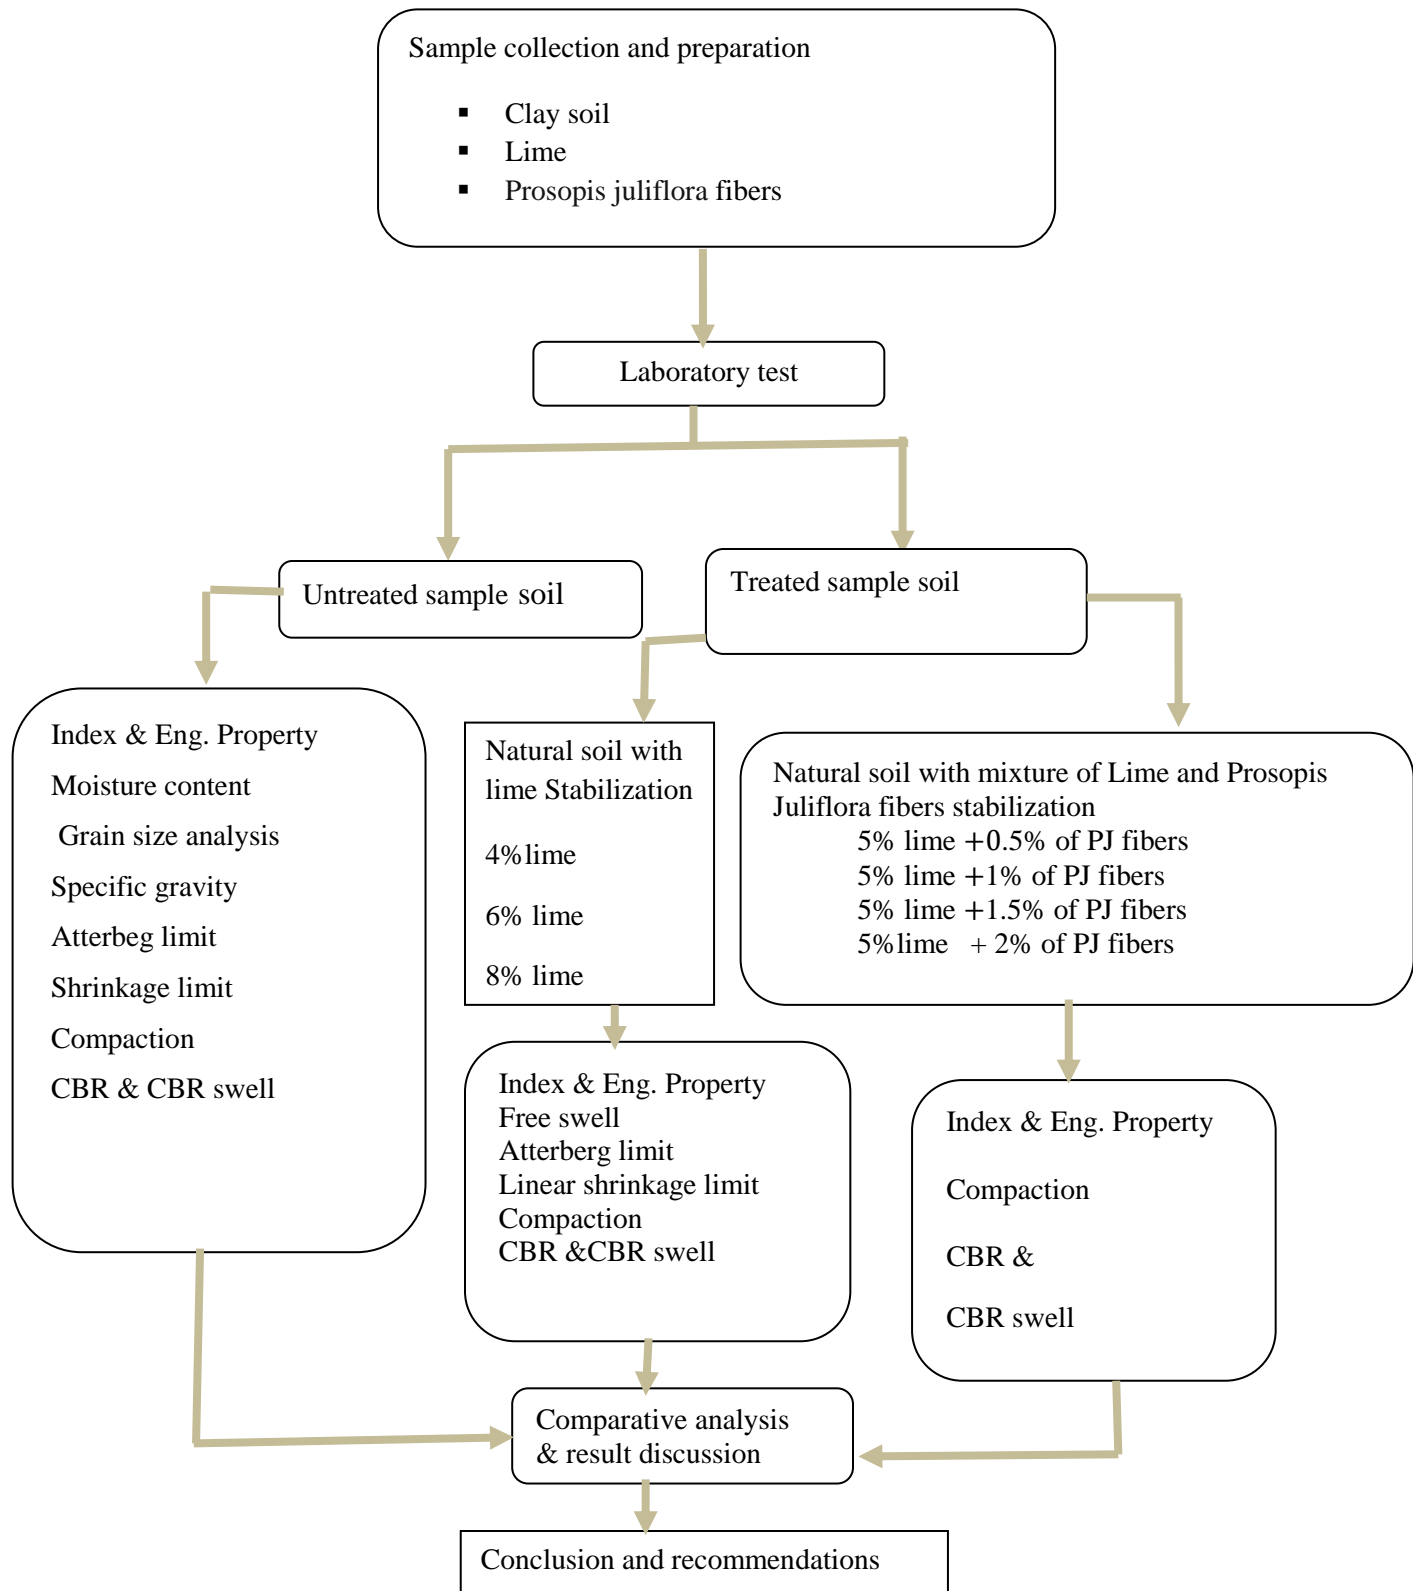 Sample collection and preparation
▪ Clay soil
▪ Lime
▪ Prosopis juliflora fibers
Laboratory test
Untreated sample soil
Treated sample soil
Index & Eng. Property
Moisture content
Grain size analysis
Specific gravity
Atterbeg limit
Shrinkage limit
Compaction
CBR & CBR swell
Natural soil with
lime Stabilization
4%lime
6% lime
8% lime
Natural soil with mixture of Lime and Prosopis
Juliflora fibers stabilization
5% lime +0.5% of PJ fibers
5% lime +1% of PJ fibers
5% lime +1.5% of PJ fibers
5%lime + 2% of PJ fibers
Index & Eng. Property
Free swell
Atterberg limit
Linear shrinkage limit
Compaction
CBR &CBR swell
Index & Eng. Property
Compaction
CBR &
CBR swell
Comparative analysis
& result discussion
Conclusion and recommendations